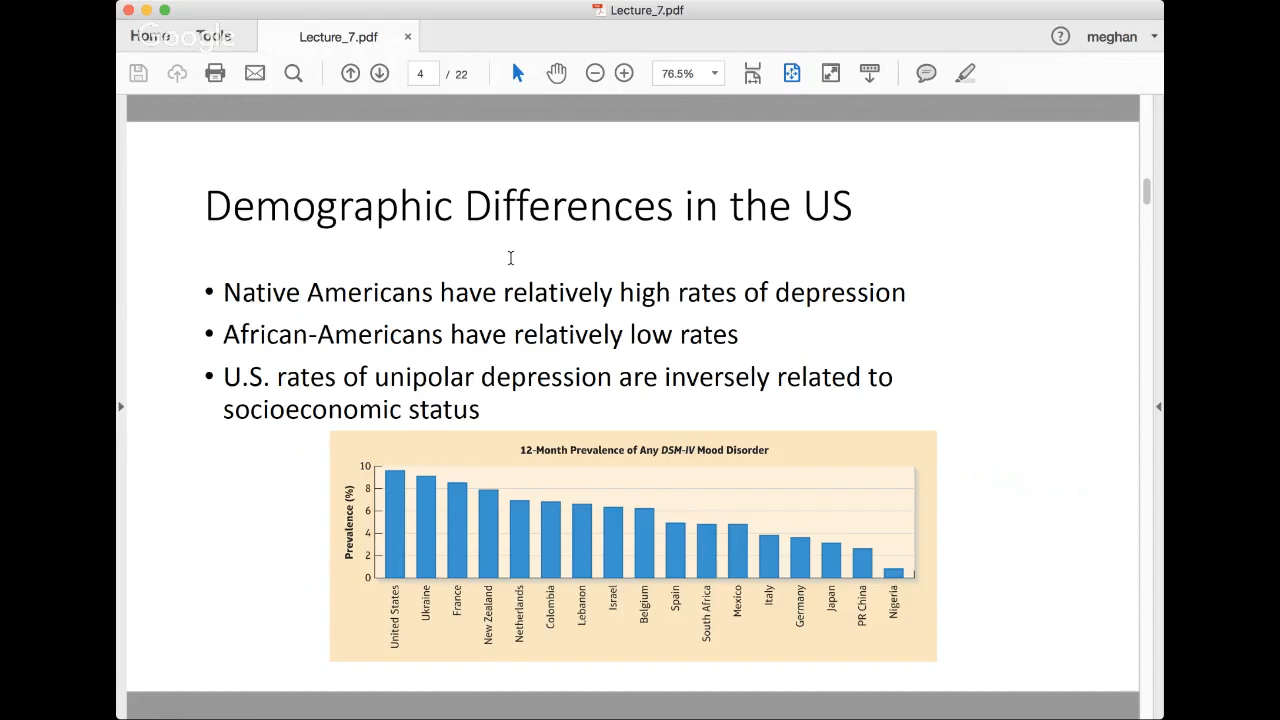 Lecture_7.pdf
Home
Tools
Google
Lecture_7.pdf
×
?
meghan
4
/ 22
76.5%
Demographic Differences in the US
• Native Americans have relatively high rates of depression
• African-Americans have relatively low rates
• U.S. rates of unipolar depression are inversely related to
socioeconomic status
12-Month Prevalence of Any DSM-IV Mood Disorder
Prevalence (%)
10
8
6
4
2
0
United States
Ukraine
France
New Zealand
Netherlands
Colombia
Lebanon
Israel
Belgium
Spain
South Africa
Mexico
Italy
Germany
Japan
PR China
Nigeria